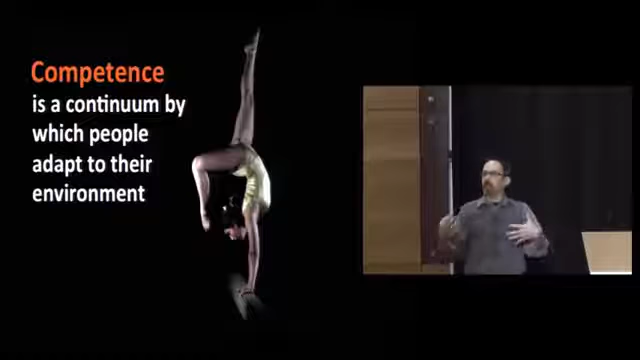 Competence
is a continuum by
which people
adapt to their
environment